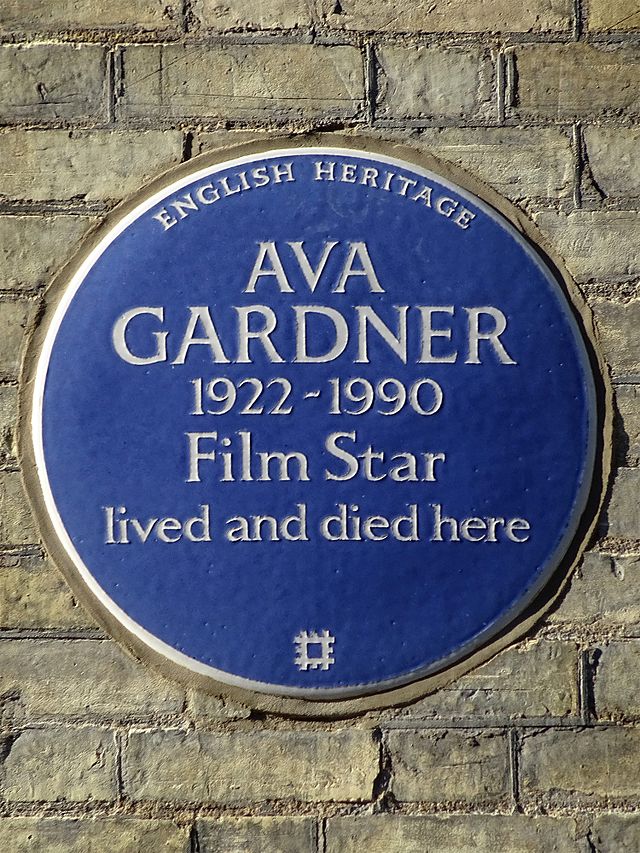 ENGLISH HERITAGE
AVA
GARDNER
1922-1990
Film Star
lived and died here